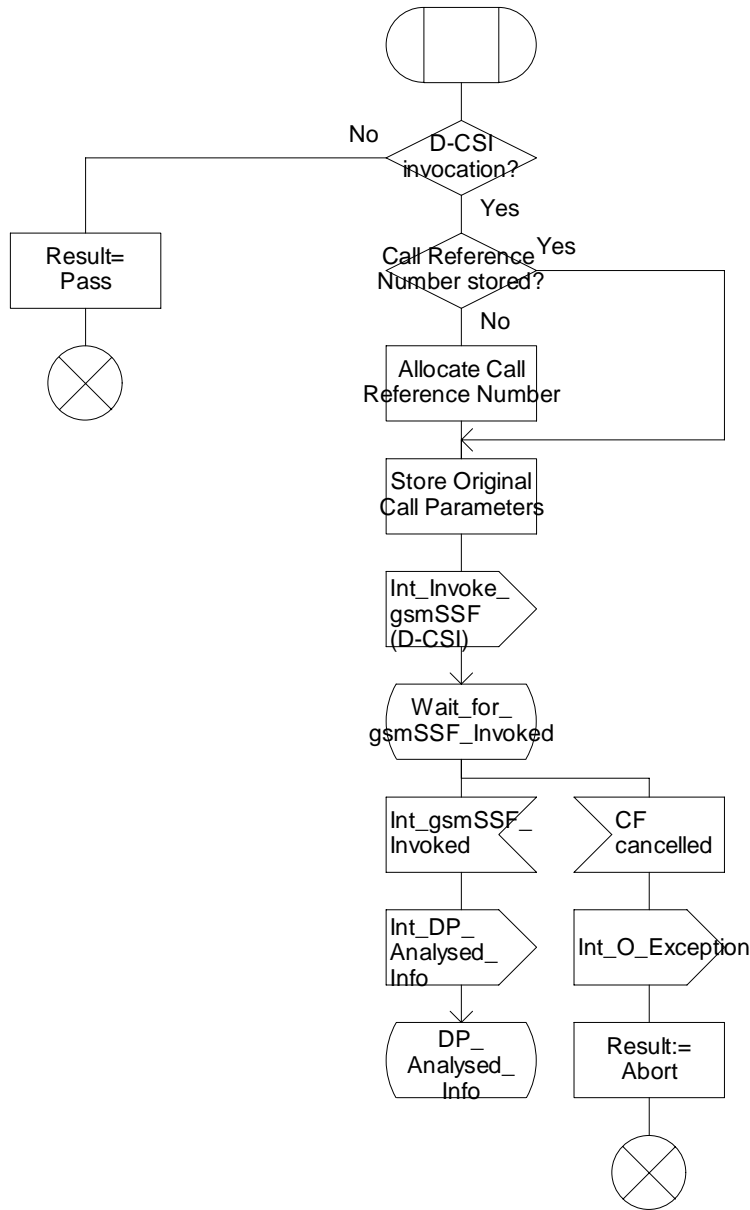 No
D-CSI
invocation?
Yes
Result=
Pass
Call Reference
Number stored?
Yes
No
Allocate Call
Reference Number
Store Original
Call Parameters
Int_Invoke_
gsmSSF
(D-CSI)
Wait_for_
gsmSSF_Invoked
Int_gsmSSF_
Invoked
CF
cancelled
Int_DP_
Analysed_
Info
Int_O_Exception
DP_
Analysed_
Info
Result:=
Abort